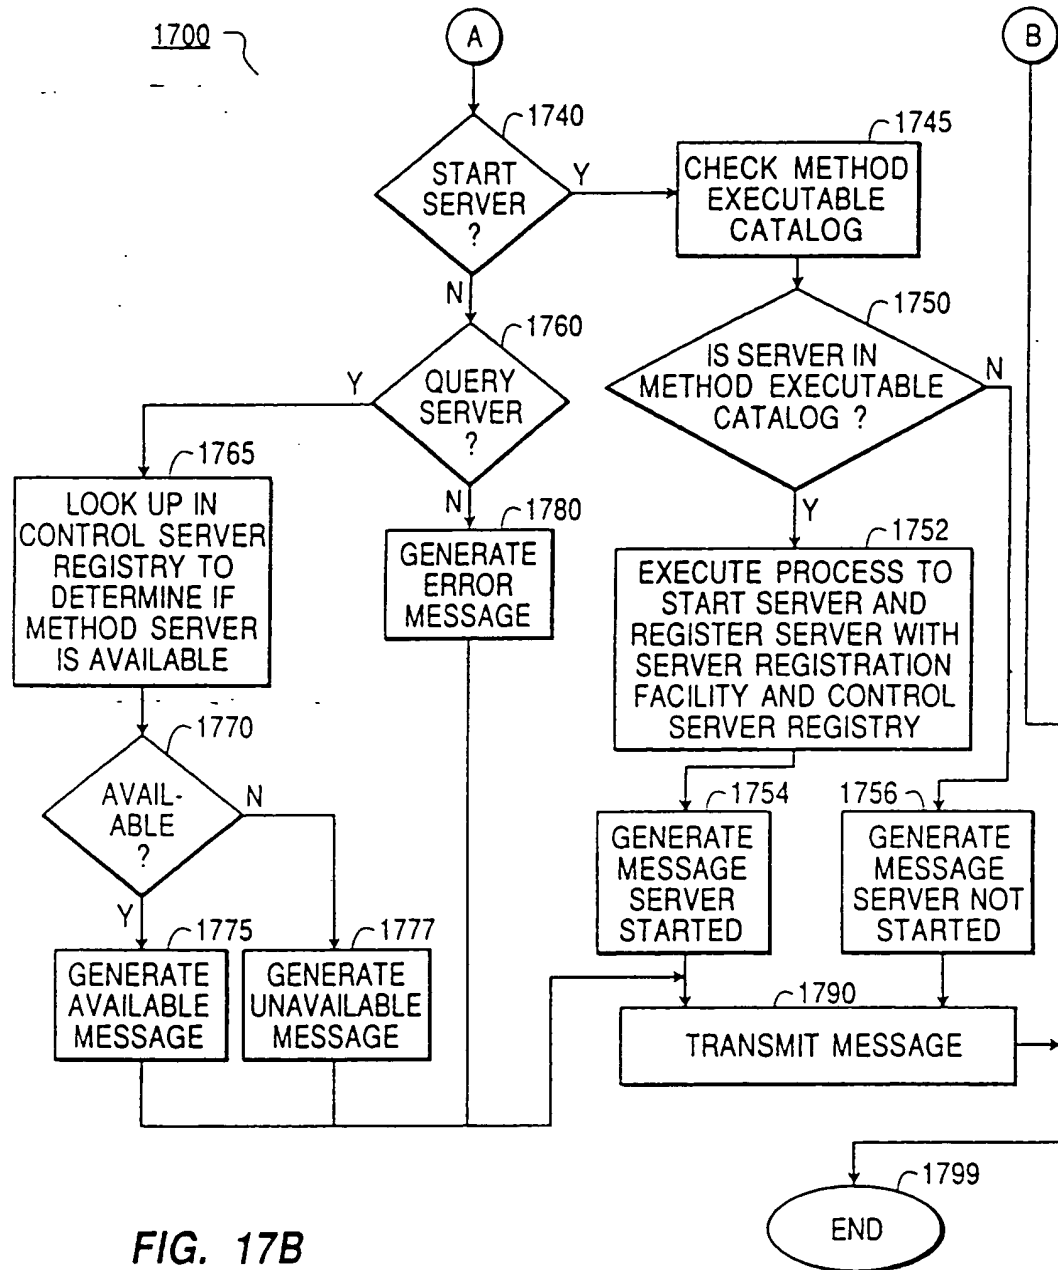 1700
A
B
1740
START
SERVER
?
Y
N
1745
CHECK METHOD
EXECUTABLE
CATALOG
1750
IS SERVER IN
METHOD EXECUTABLE
CATALOG ?
N
Y
1760
QUERY
SERVER
?
Y
N
1765
LOOK UP IN
CONTROL SERVER
REGISTRY TO
DETERMINE IF
METHOD SERVER
IS AVAILABLE
1780
GENERATE
ERROR
MESSAGE
1752
EXECUTE PROCESS TO
START SERVER AND
REGISTER SERVER WITH
SERVER REGISTRATION
FACILITY AND CONTROL
SERVER REGISTRY
1770
AVAIL-
ABLE
?
N
Y
1754
GENERATE
MESSAGE
SERVER
STARTED
1756
GENERATE
MESSAGE
SERVER NOT
STARTED
1775
GENERATE
AVAILABLE
MESSAGE
1777
GENERATE
UNAVAILABLE
MESSAGE
1790
TRANSMIT MESSAGE
1799
END
FIG. 17B